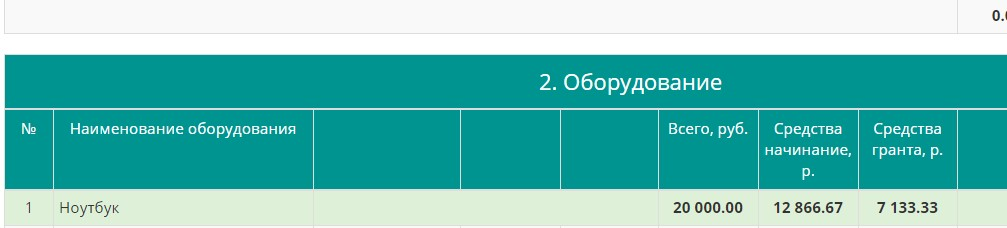 2. Оборудование
№ Наименование оборудования Всего, руб. Средства начинание, р. Средства гранта, р.
1 Ноутбук 20 000.00 12 866.67 7 133.33